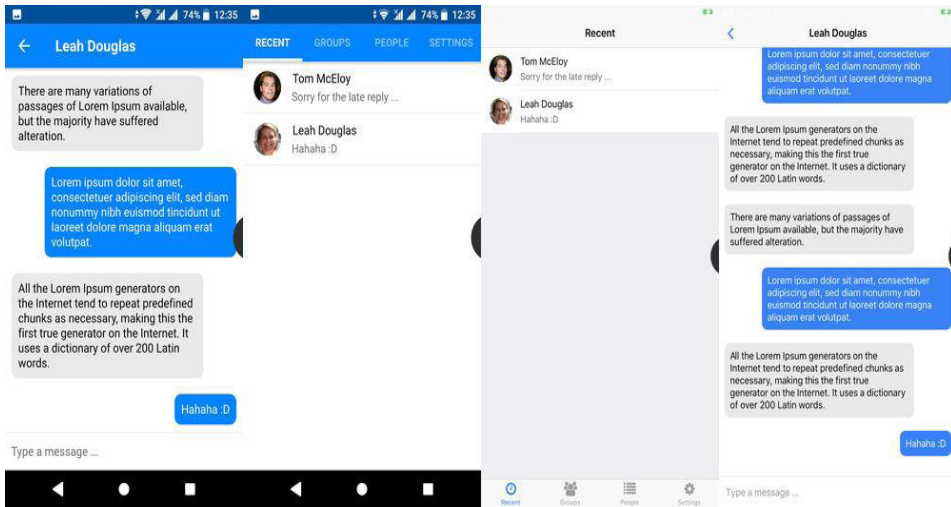 74% 12:35
Leah Douglas
There are many variations of
passages of Lorem Ipsum available,
but the majority have suffered
alteration.
Lorem ipsum dolor sit amet,
consectetuer adipiscing elit, sed diam
nonummy nibh euismod tincidunt ut
laoreet dolore magna aliquam erat
volutpat.
All the Lorem Ipsum generators on
the Internet tend to repeat predefined
chunks as necessary, making this the
first true generator on the Internet. It
uses a dictionary of over 200 Latin
words.
Hahaha :D
Type a message ...
74% 12:35
RECENT GROUPS PEOPLE SETTINGS
Tom McEloy
Sorry for the late reply ...
Leah Douglas
Hahaha :D
Recent
Tom McEloy
Sorry for the late reply ...
Leah Douglas
Hahaha :D
Recent Groups People Settings
Leah Douglas
Lorem ipsum dolor sit amet, consectetuer
adipiscing elit, sed diam nonummy nibh
euismod tincidunt ut laoreet dolore magna
aliquam erat volutpat.
All the Lorem Ipsum generators on the
Internet tend to repeat predefined chunks as
necessary, making this the first true
generator on the Internet. It uses a dictionary
of over 200 Latin words.
There are many variations of passages of
Lorem Ipsum available, but the majority have
suffered alteration.
Lorem ipsum dolor sit amet, consectetuer
adipiscing elit, sed diam nonummy nibh
euismod tincidunt ut laoreet dolore magna
aliquam erat volutpat.
All the Lorem Ipsum generators on the
Internet tend to repeat predefined chunks as
necessary, making this the first true
generator on the Internet. It uses a dictionary
of over 200 Latin words.
Hahaha :D
Type a message ...